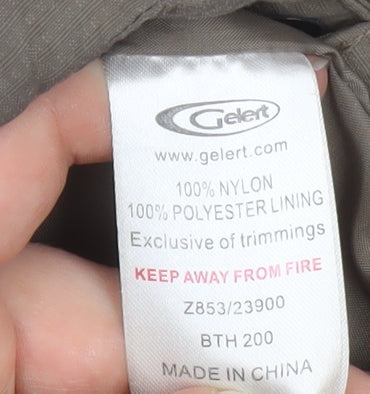 Gelert
www.gelert.com
100% NYLON
100% POLYESTER LINING
Exclusive of trimmings
KEEP AWAY FROM FIRE
Z853/23900
BTH 200
MADE IN CHINA